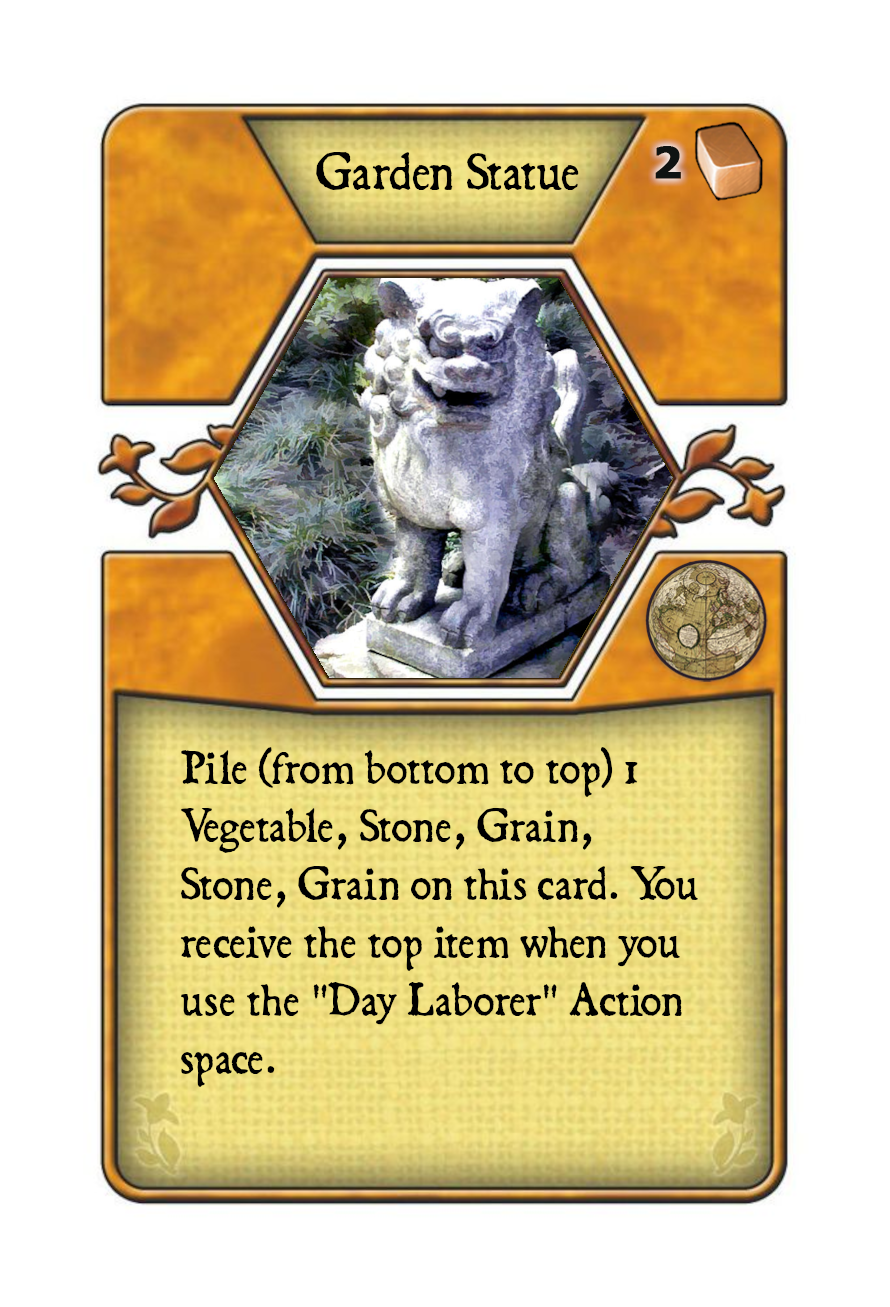 Garden Statue
2
Pile (from bottom to top) 1
Vegetable, Stone, Grain,
Stone, Grain on this card. You
receive the top item when you
use the "Day Laborer" Action
space.